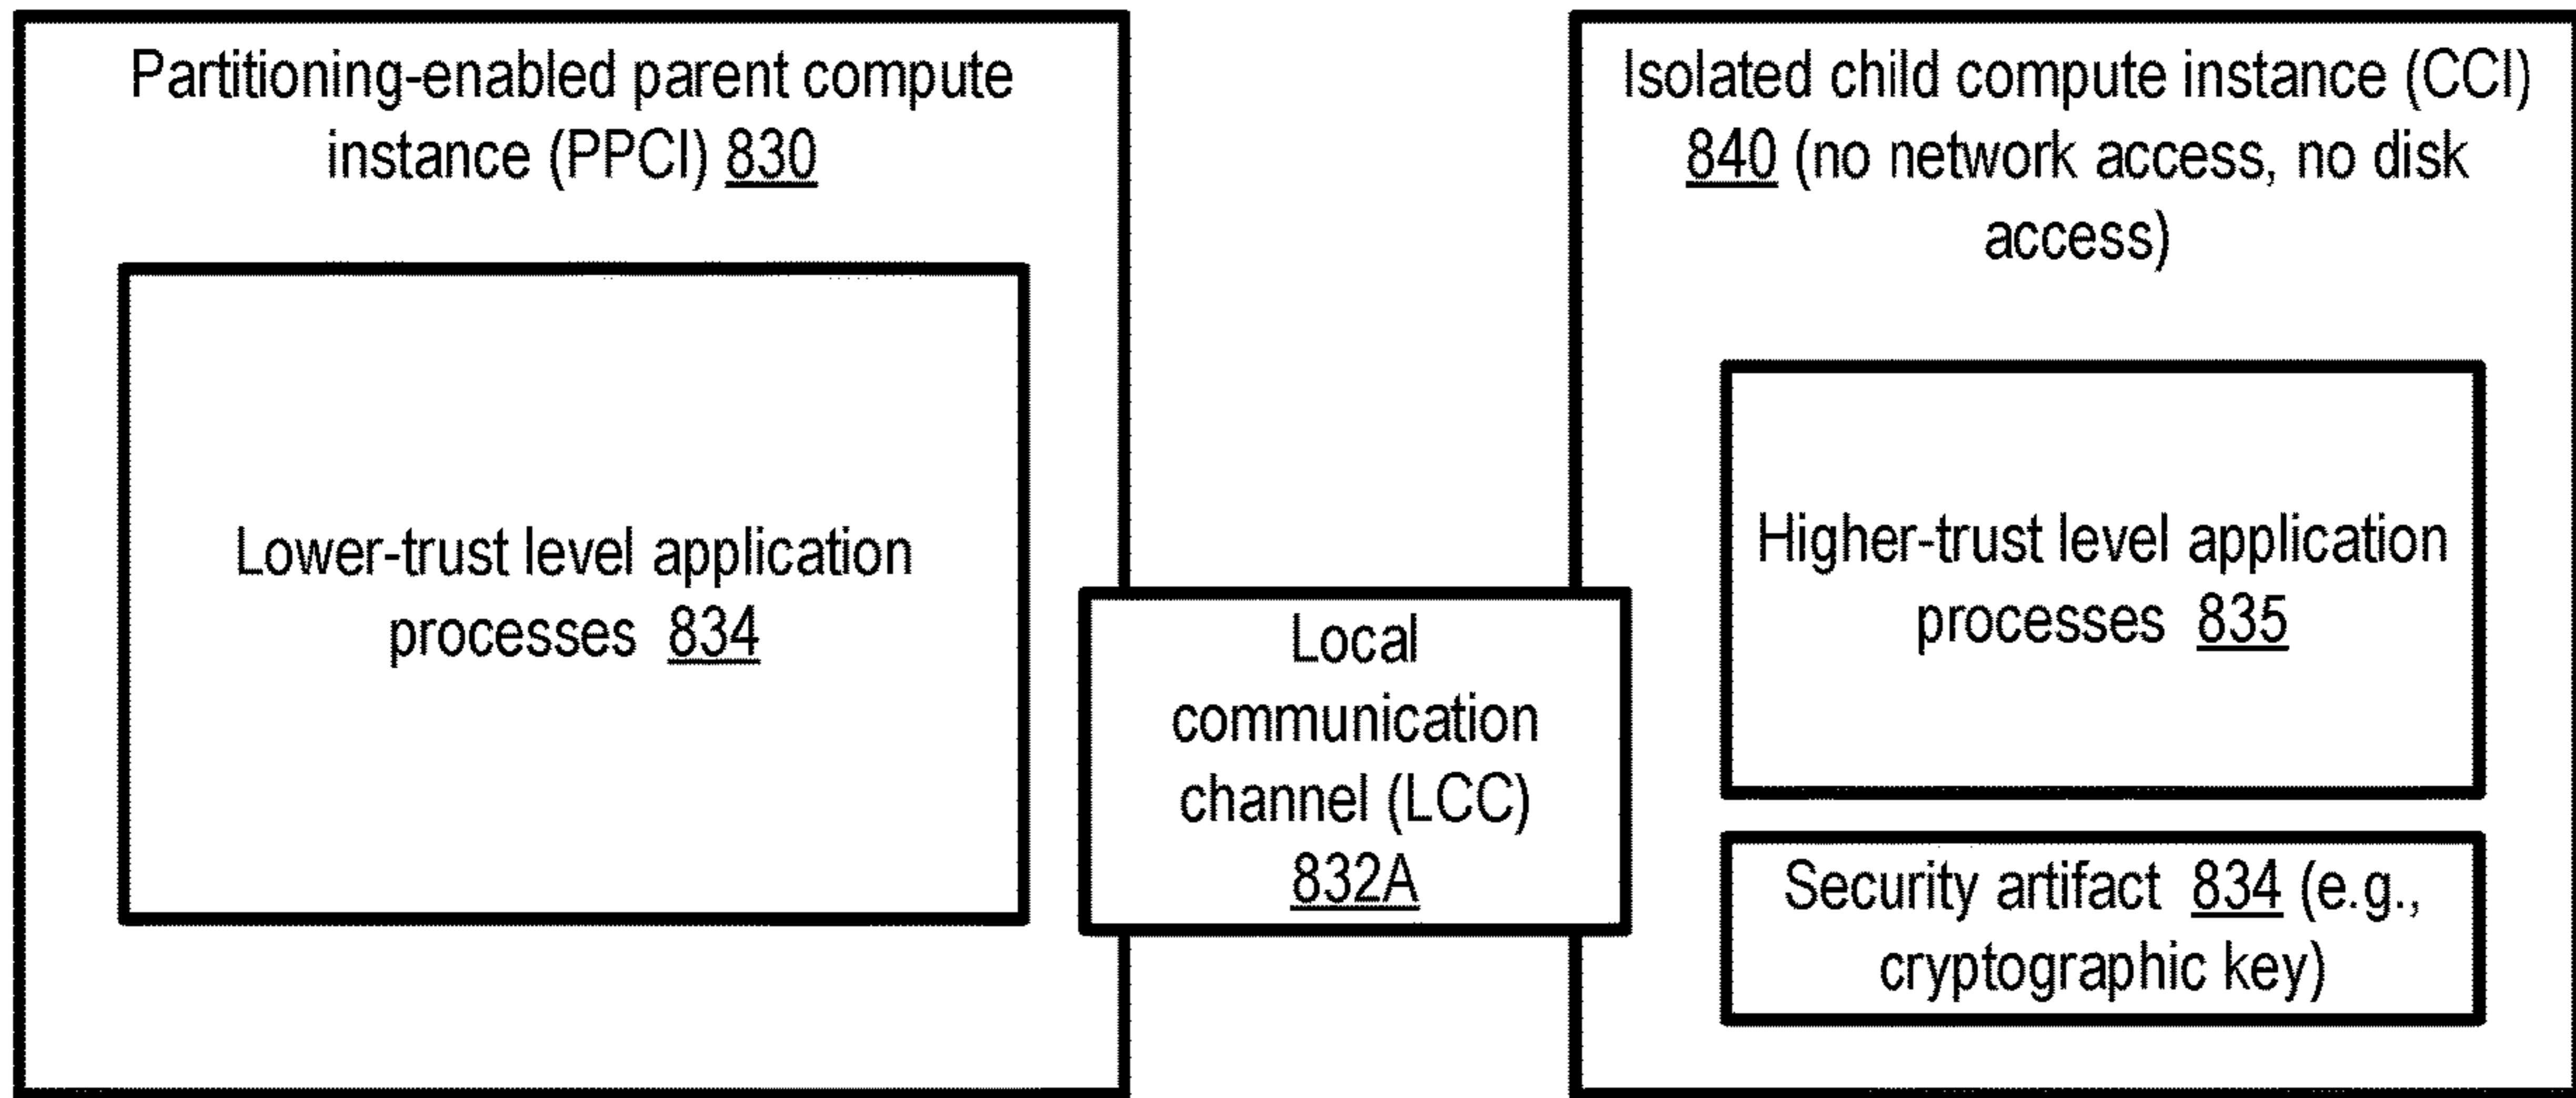 Partitioning-enabled parent compute
instance (PPCI) 830
Lower-trust level application
processes 834
Local
communication
channel (LCC)
832A
Isolated child compute instance (CCI)
840 (no network access, no disk
access)
Higher-trust level application
processes 835
Security artifact 834 (e.g.,
cryptographic key)